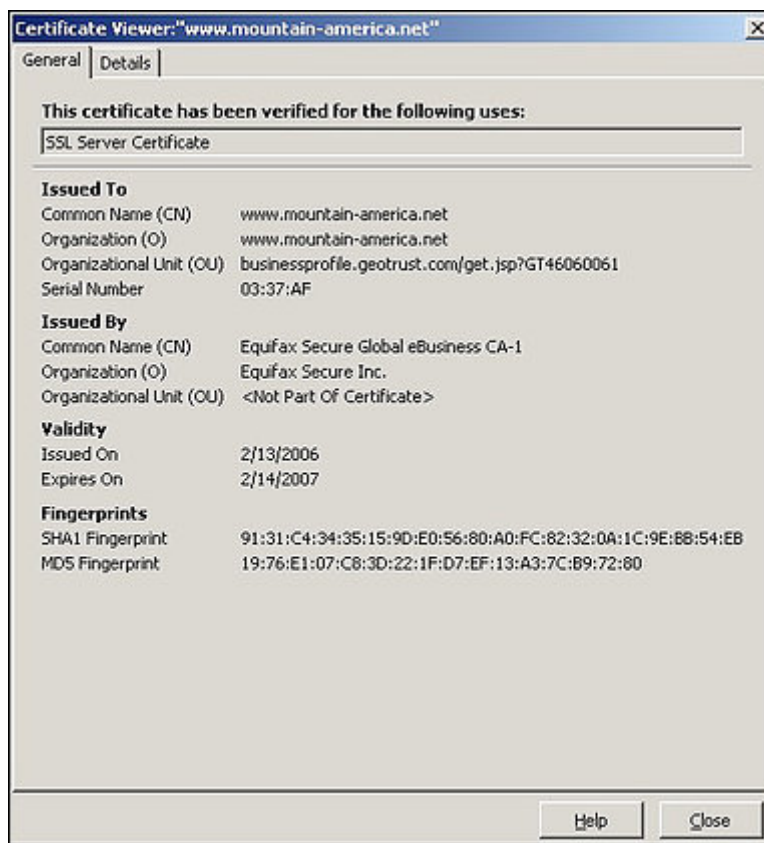 Certificate Viewer:"www.mountain-america.net"
General Details
This certificate has been verified for the following uses:
SSL Server Certificate
Issued To
Common Name (CN) www.mountain-america.net
Organization (O) www.mountain-america.net
Organizational Unit (OU) businessprofile.geotrust.com/get.jsp?GT46060061
Serial Number 03:37:AF
Issued By
Common Name (CN) Equifax Secure Global eBusiness CA-1
Organization (O) Equifax Secure Inc.
Organizational Unit (OU) <Not Part Of Certificate>
Validity
Issued On 2/13/2006
Expires On 2/14/2007
Fingerprints
SHA1 Fingerprint 91:31:C4:34:35:15:9D:E0:56:80:A0:FC:82:32:0A:1C:9E:BB:54:EB
MD5 Fingerprint 19:76:E1:07:C8:3D:22:1F:D7:EF:13:A3:7C:B9:72:80
Help Close